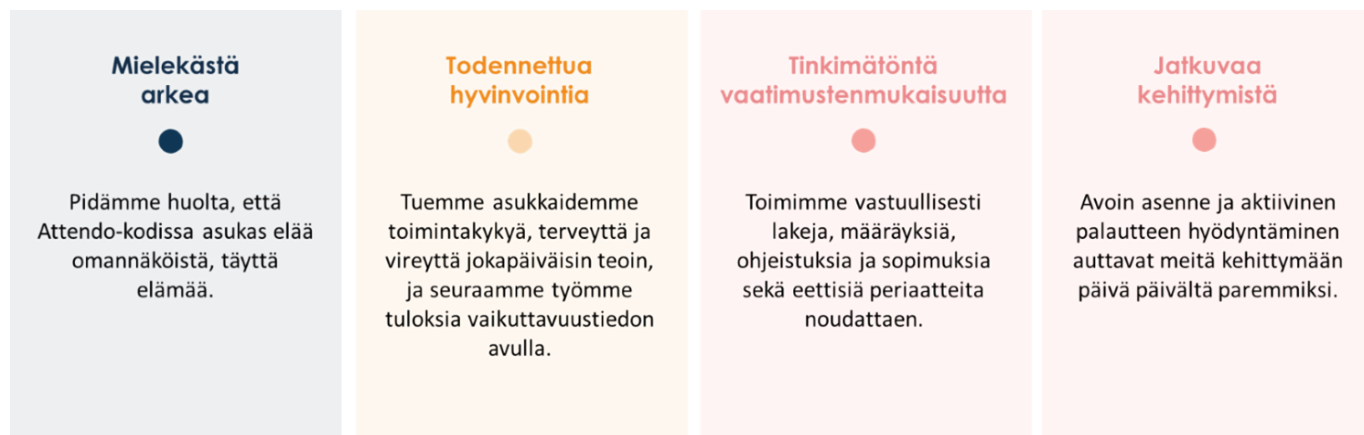 Mielekästä
arkea
Pidämme huolta, että
Attendo-kodissa asukas elää
omannäköistä, täyttä
elämää.
Todennettua
hyvinvointia
Tuemme asukkaidemme
toimintakykyä, terveyttä ja
vireyttä jokapäiväisin teoin,
ja seuraamme työmme
tuloksia vaikuttavuustiedon
avulla.
Tinkimätöntä
vaatimustenmukaisuutta
Toimimme vastuullisesti
lakeja, määräyksiä,
ohjeistuksia ja sopimuksia
sekä eettisiä periaatteita
noudattaen.
Jatkuvaa
kehittymistä
Avoin asenne ja aktiivinen
palautteen hyödyntäminen
auttavat meitä kehittymään
päivä päivältä paremmiksi.